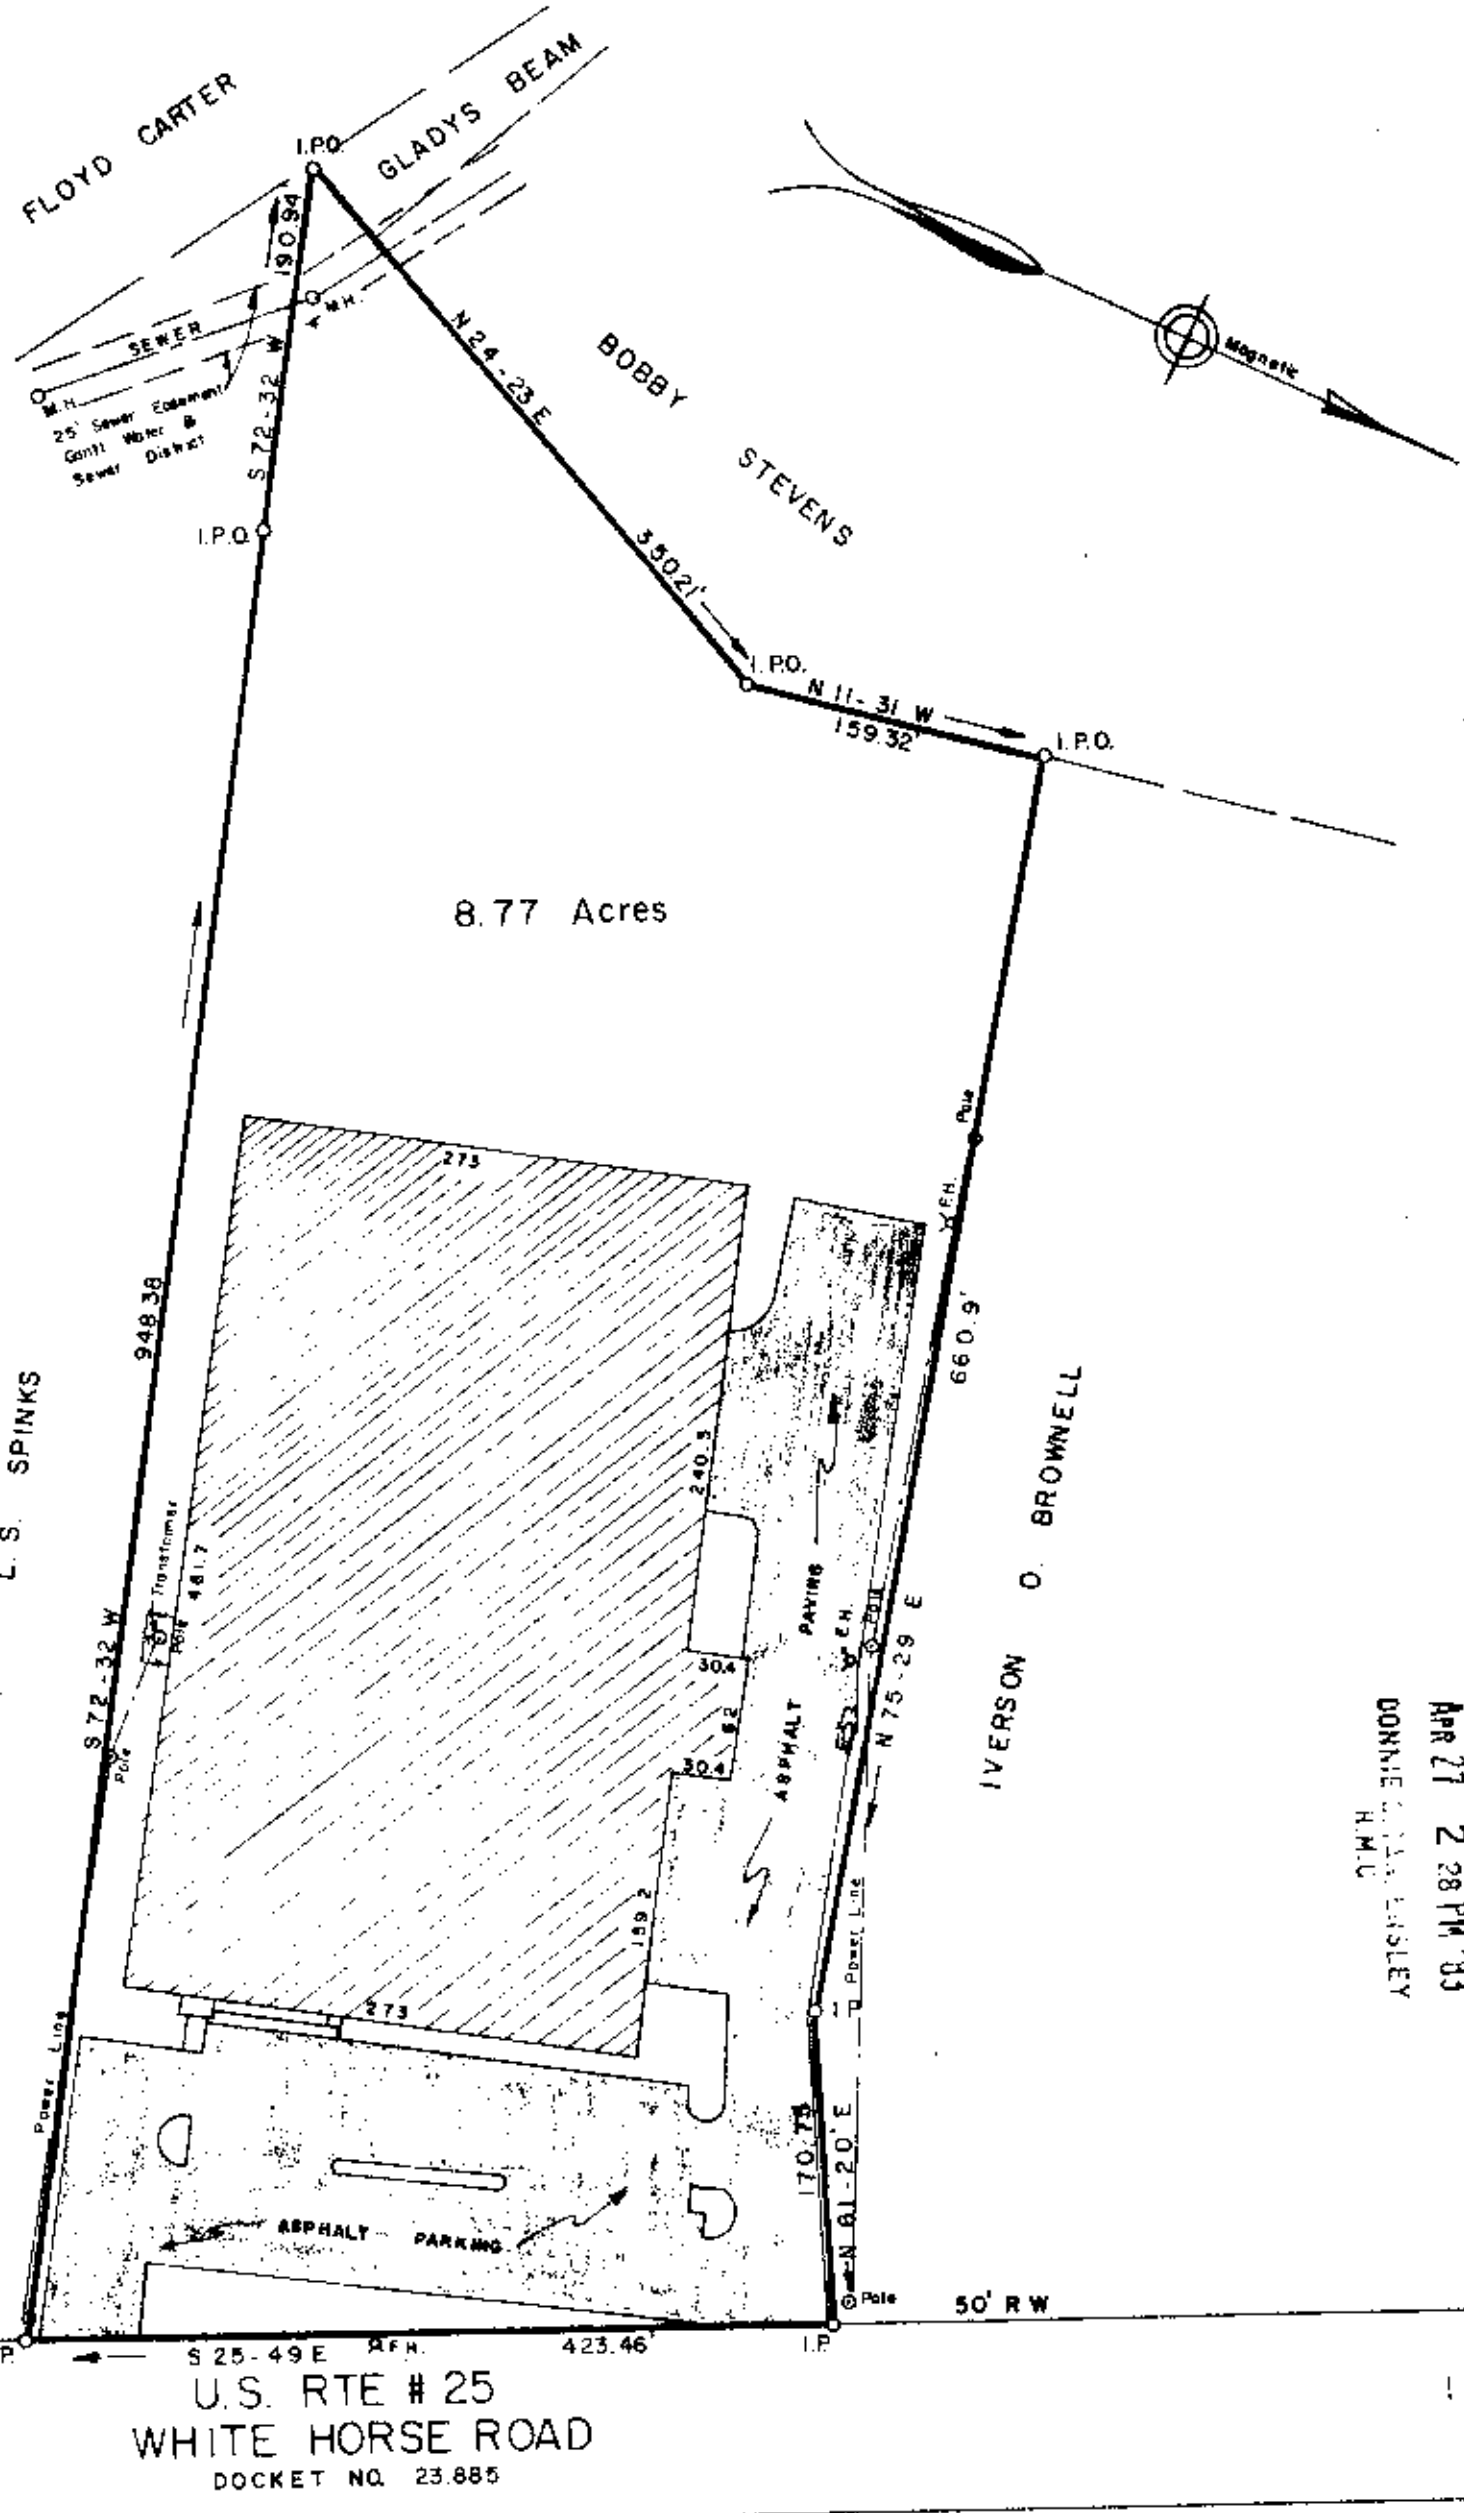 FLOYD CARTER
GLADYS BEAM
I.P.O.
190.94
SEWER
M.H.
M.H.
25' Sewer Easement
Gantt Water &
Sewer District
S 72-32 W
N 24-23 E
350.21'
BOBBY STEVENS
Magnetic
I.P.O.
I.P.O.
N 11-31 W
159.32'
I.P.O.
8.77 Acres
Pole
F.H.
273
948.38
660.9'
L. S. SPINKS
240.5
IVERSON O. BROWNELL
Transformer
Pole
461.7
PAVING
ASPHALT
F.H.
Pole
N 75-29 E
30.4
62
30.4
S 72-32 W
Pole
159.2
Power Line
I.P.
273
Power Line
170.75
N 61-20' E
ASPHALT PARKING
Pole
50' R W
I.P.
S 25-49 E
F.H.
423.46'
I.P.
U.S. RTE # 25
WHITE HORSE ROAD
DOCKET NO. 23.885
APR 27 2 28 PM '83
DONNIE